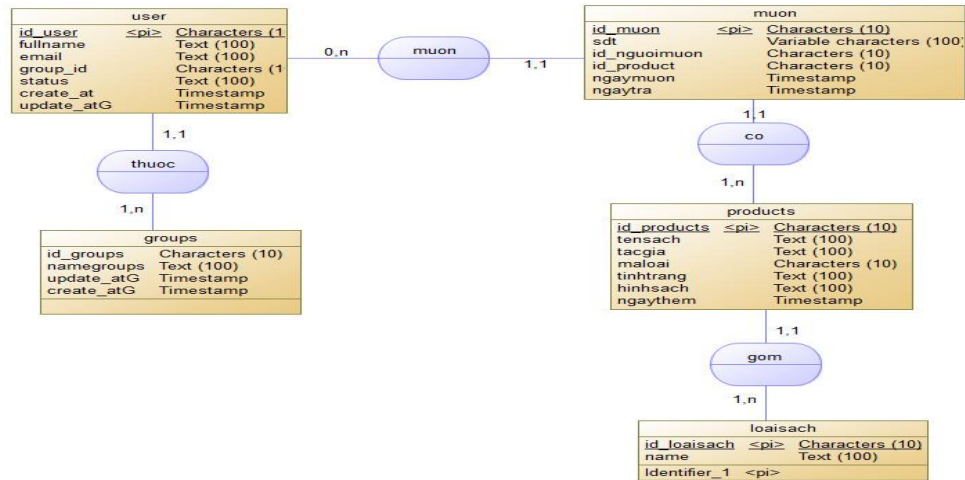 user
id_user <pi> Characters (1
fullname Text (100)
email Text (100)
group_id Characters (1
status Text (100)
create_at Timestamp
update_atG Timestamp
0,n
muon
1,1
muon
id_muon <pi> Characters (10)
sdt Variable characters (100)
id_nguoimuon Characters (10)
id_product Characters (10)
ngaymuon Timestamp
ngaytra Timestamp
1,1
thuoc
1,n
groups
id_groups Characters (10)
namegroups Text (100)
update_atG Timestamp
create_atG Timestamp
1,1
co
1,n
products
id_products <pi> Characters (10)
tensach Text (100)
tacgia Text (100)
maloai Characters (10)
tinhtrang Text (100)
hinhsach Text (100)
ngaythem Timestamp
1,1
gom
1,n
loaisach
id_loaisach <pi> Characters (10)
name Text (100)
Identifier_1 <pi>